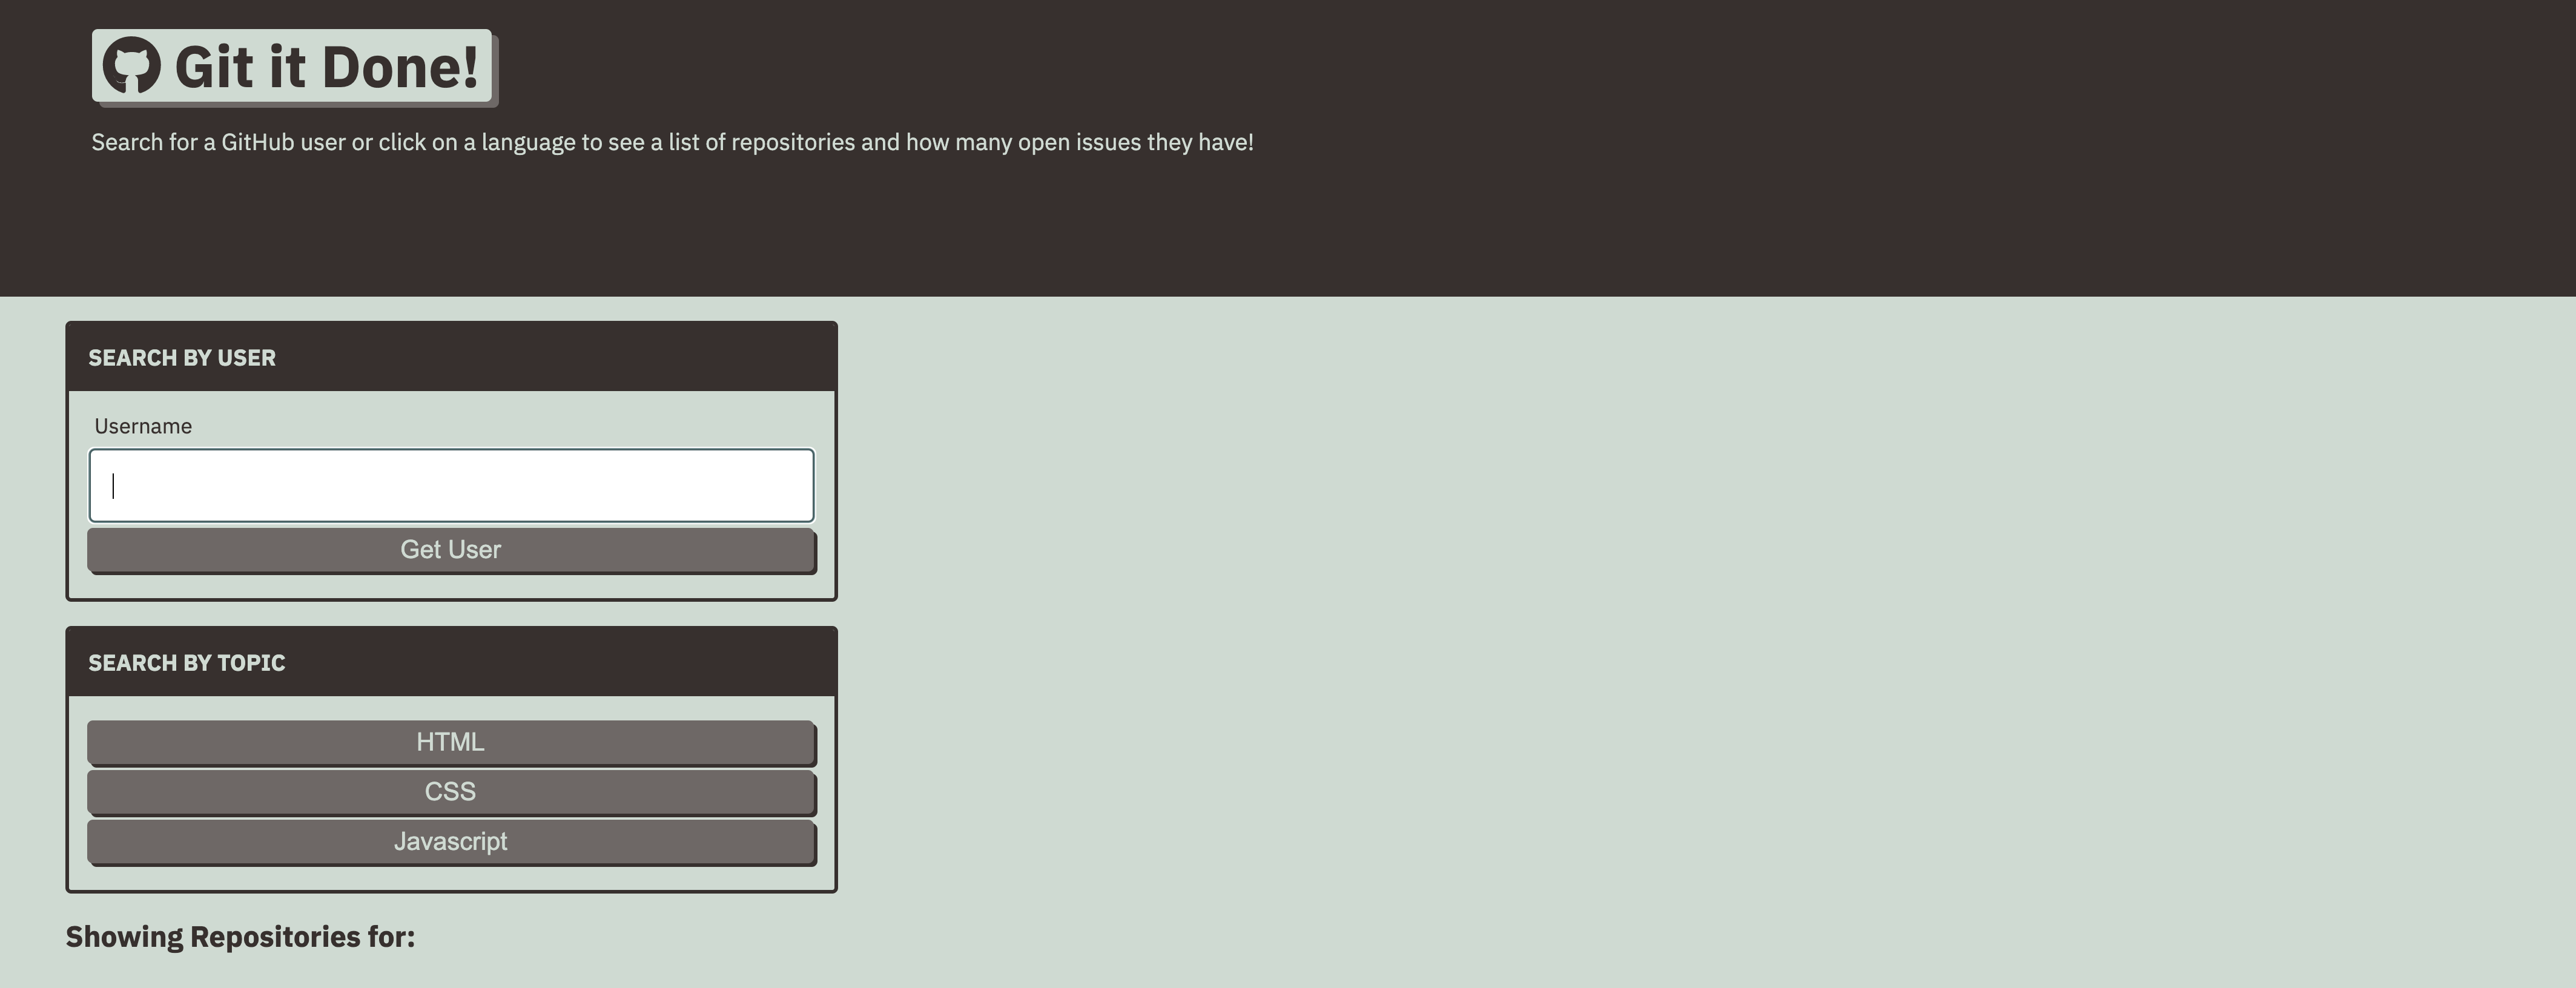 Git it Done!
Search for a GitHub user or click on a language to see a list of repositories and how many open issues they have!
SEARCH BY USER
Username
Get User
SEARCH BY TOPIC
HTML
CSS
Javascript
Showing Repositories for: